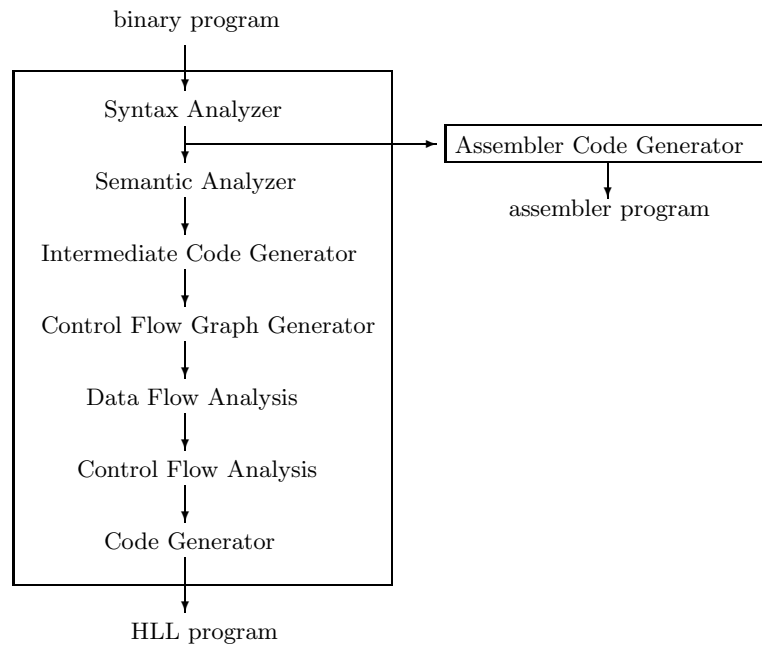 binary program
Syntax Analyzer
Assembler Code Generator
Semantic Analyzer
assembler program
Intermediate Code Generator
Control Flow Graph Generator
Data Flow Analysis
Control Flow Analysis
Code Generator
HLL program